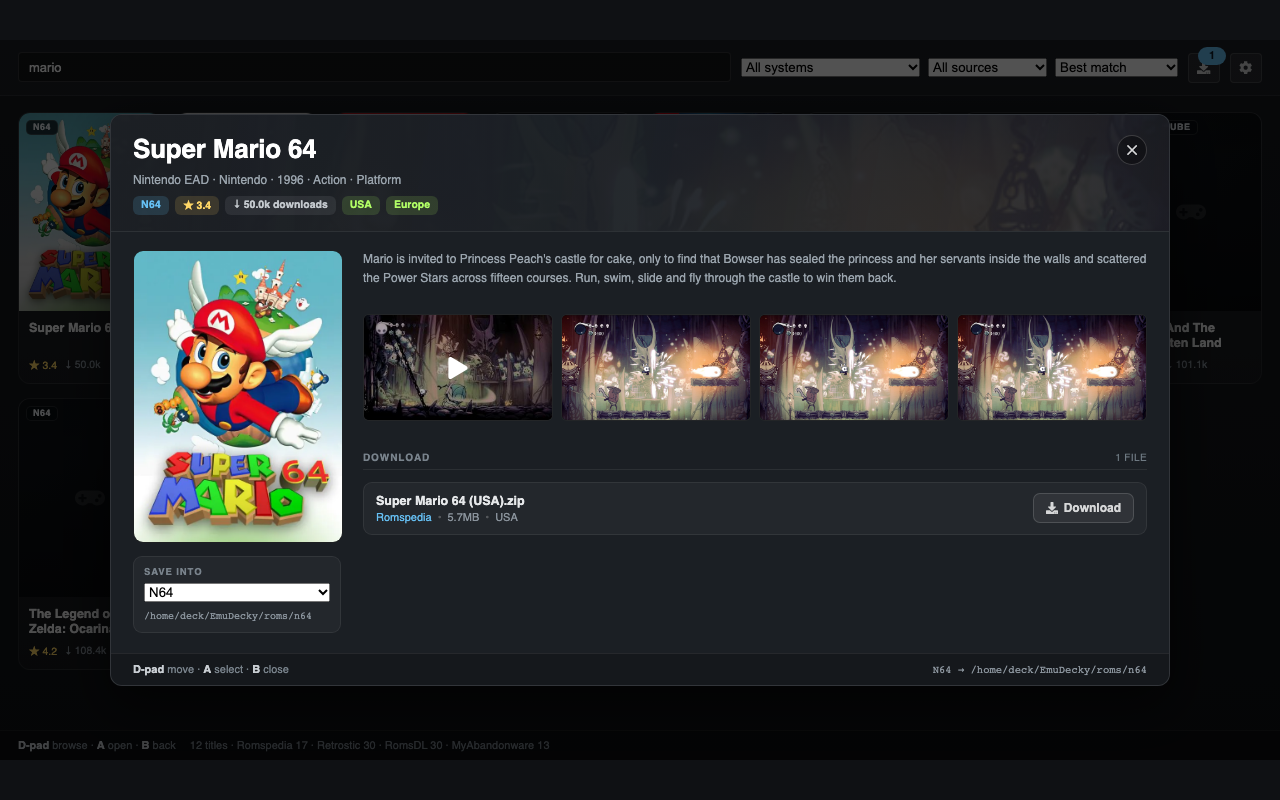 mario
All systems
All sources
Best match
1
N64
UBE
Super Mario 64
Nintendo EAD · Nintendo · 1996 · Action · Platform
N64
★ 3.4
↓ 50.0k downloads
USA
Europe
SUPER
MARIO
64
Mario is invited to Princess Peach's castle for cake, only to find that Bowser has sealed the princess and her servants inside the walls and scattered
the Power Stars across fifteen courses. Run, swim, slide and fly through the castle to win them back.
Super Mario 6
★ 3.4 ↓ 50.0k
And The
ten Land
101.1k
DOWNLOAD
1 FILE
Super Mario 64 (USA).zip
Romspedia · 5.7MB · USA
Download
N64
SAVE INTO
N64
/home/deck/EmuDecky/roms/n64
The Legend o
Zelda: Ocarin
★ 4.2 ↓ 108.4k
D-pad move · A select · B close
N64 → /home/deck/EmuDecky/roms/n64
D-pad browse · A open · B back 12 titles · Romspedia 17 · Retrostic 30 · RomsDL 30 · MyAbandonware 13